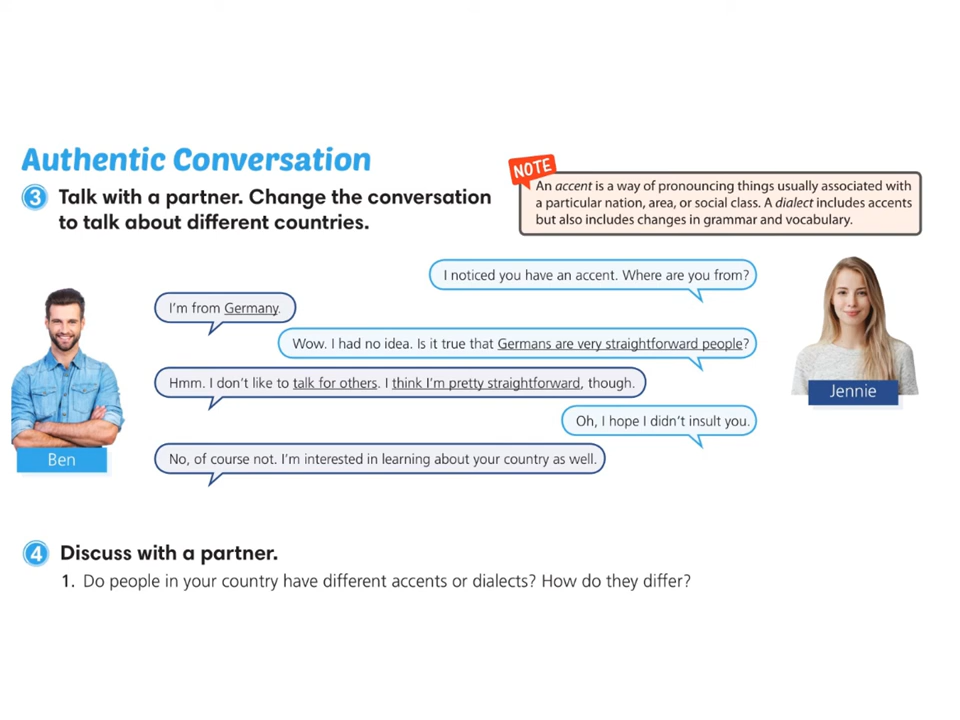 Authentic Conversation
3 Talk with a partner. Change the conversation
to talk about different countries.
NOTE
An accent is a way of pronouncing things usually associated with
a particular nation, area, or social class. A dialect includes accents
but also includes changes in grammar and vocabulary.
I noticed you have an accent. Where are you from?
I'm from Germany.
Wow. I had no idea. Is it true that Germans are very straightforward people?
Hmm. I don't like to talk for others. I think I'm pretty straightforward, though.
Jennie
Oh, I hope I didn't insult you.
Ben
No, of course not. I'm interested in learning about your country as well.
4 Discuss with a partner.
1. Do people in your country have different accents or dialects? How do they differ?